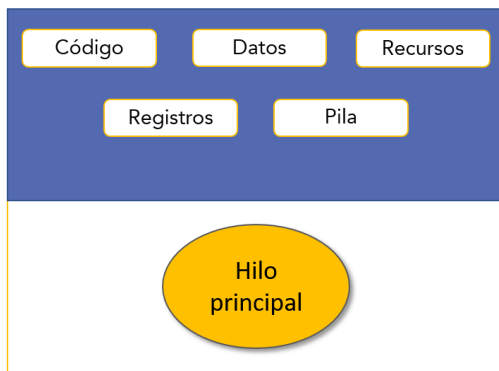 Código
Datos
Recursos
Registros
Pila
Hilo
principal